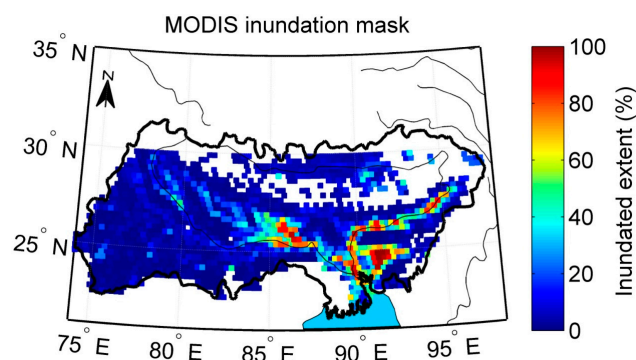 MODIS inundation mask
35° N
30° N
25° N
N
75° E
80° E
85° E
90° E
95° E
100
80
60
40
20
0
Inundated extent (%)